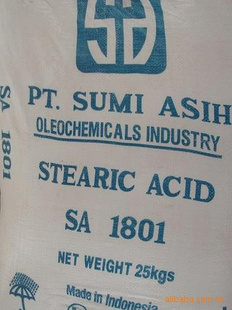 PT. SUMI ASIH
OLEOCHEMICALS INDUSTRY
STEARIC ACID
SA 1801
NET WEIGHT 25kgs
Made in Indonesia
SA 1801